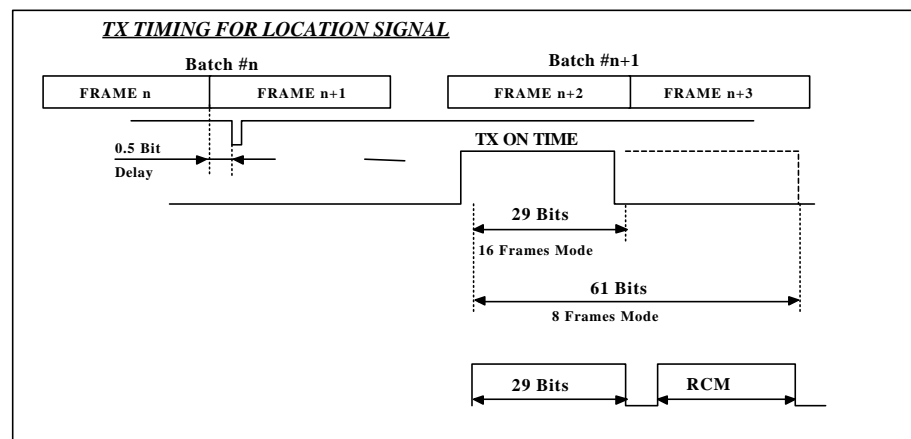 TX TIMING FOR LOCATION SIGNAL
Batch #n
Batch #n+1
FRAME n
FRAME n+1
FRAME n+2
FRAME n+3
TX ON TIME
0.5 Bit
Delay
29 Bits
16 Frames Mode
61 Bits
8 Frames Mode
29 Bits
RCM